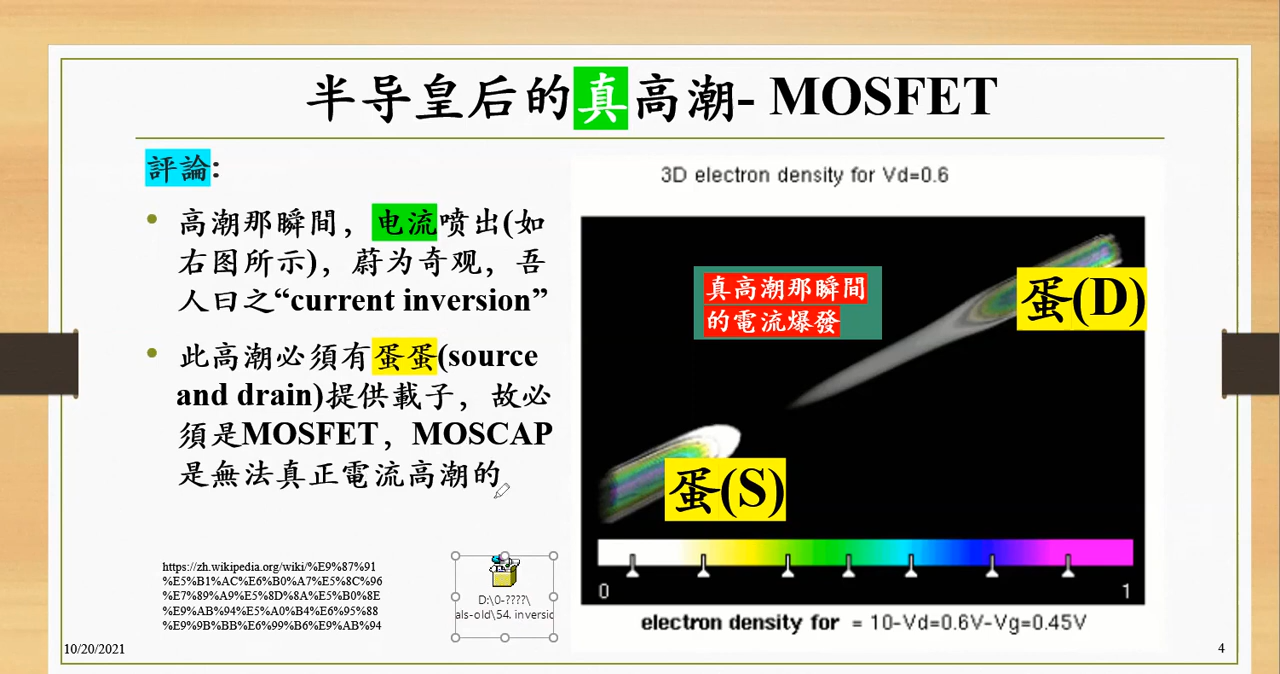 半导皇后的真高潮- MOSFET
評論:
高潮那瞬間，电流喷出(如
右图所示)，蔚为奇观，吾
人曰之“current inversion”
此高潮必須有蛋蛋(source
and drain)提供載子，故必
須是MOSFET，MOSCAP
是無法真正電流高潮的
3D electron density for Vd=0.6
真高潮那瞬間
的電流爆發
蛋(D)
蛋(S)
0 1
electron density for = 10-Vd=0.6V-Vg=0.45V
https://zh.wikipedia.org/wiki/%E9%87%91
%E5%B1%AC%E6%B0%A7%E5%8C%96
%E7%89%A9%E5%8D%8A%E5%B0%8E
%E9%AB%94%E5%A0%B4%E6%95%88
%E9%9B%BB%E6%99%B6%E9%AB%94
D:\0-????\
als-old\54. inversic
10/20/2021
4